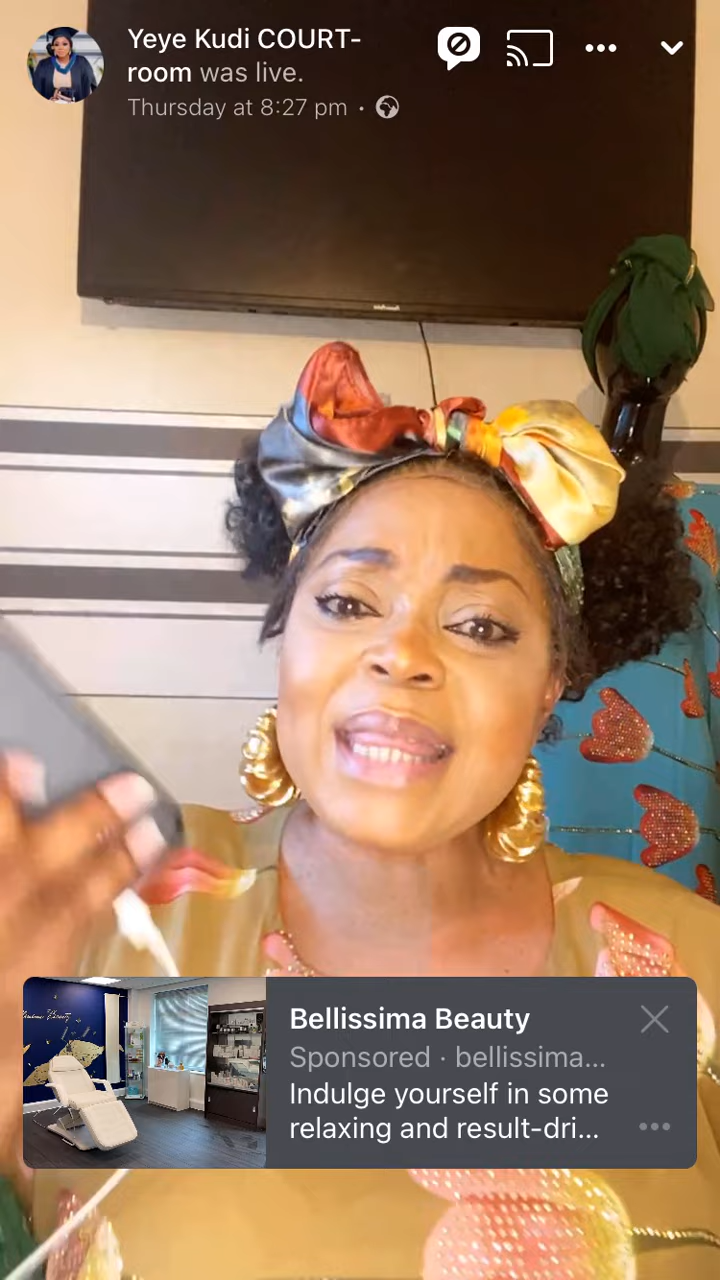 Yeye Kudi COURT-
room was live.
Thursday at 8:27 pm ·
Bellissima Beauty
Sponsored · bellissima...
Indulge yourself in some
relaxing and result-dri...